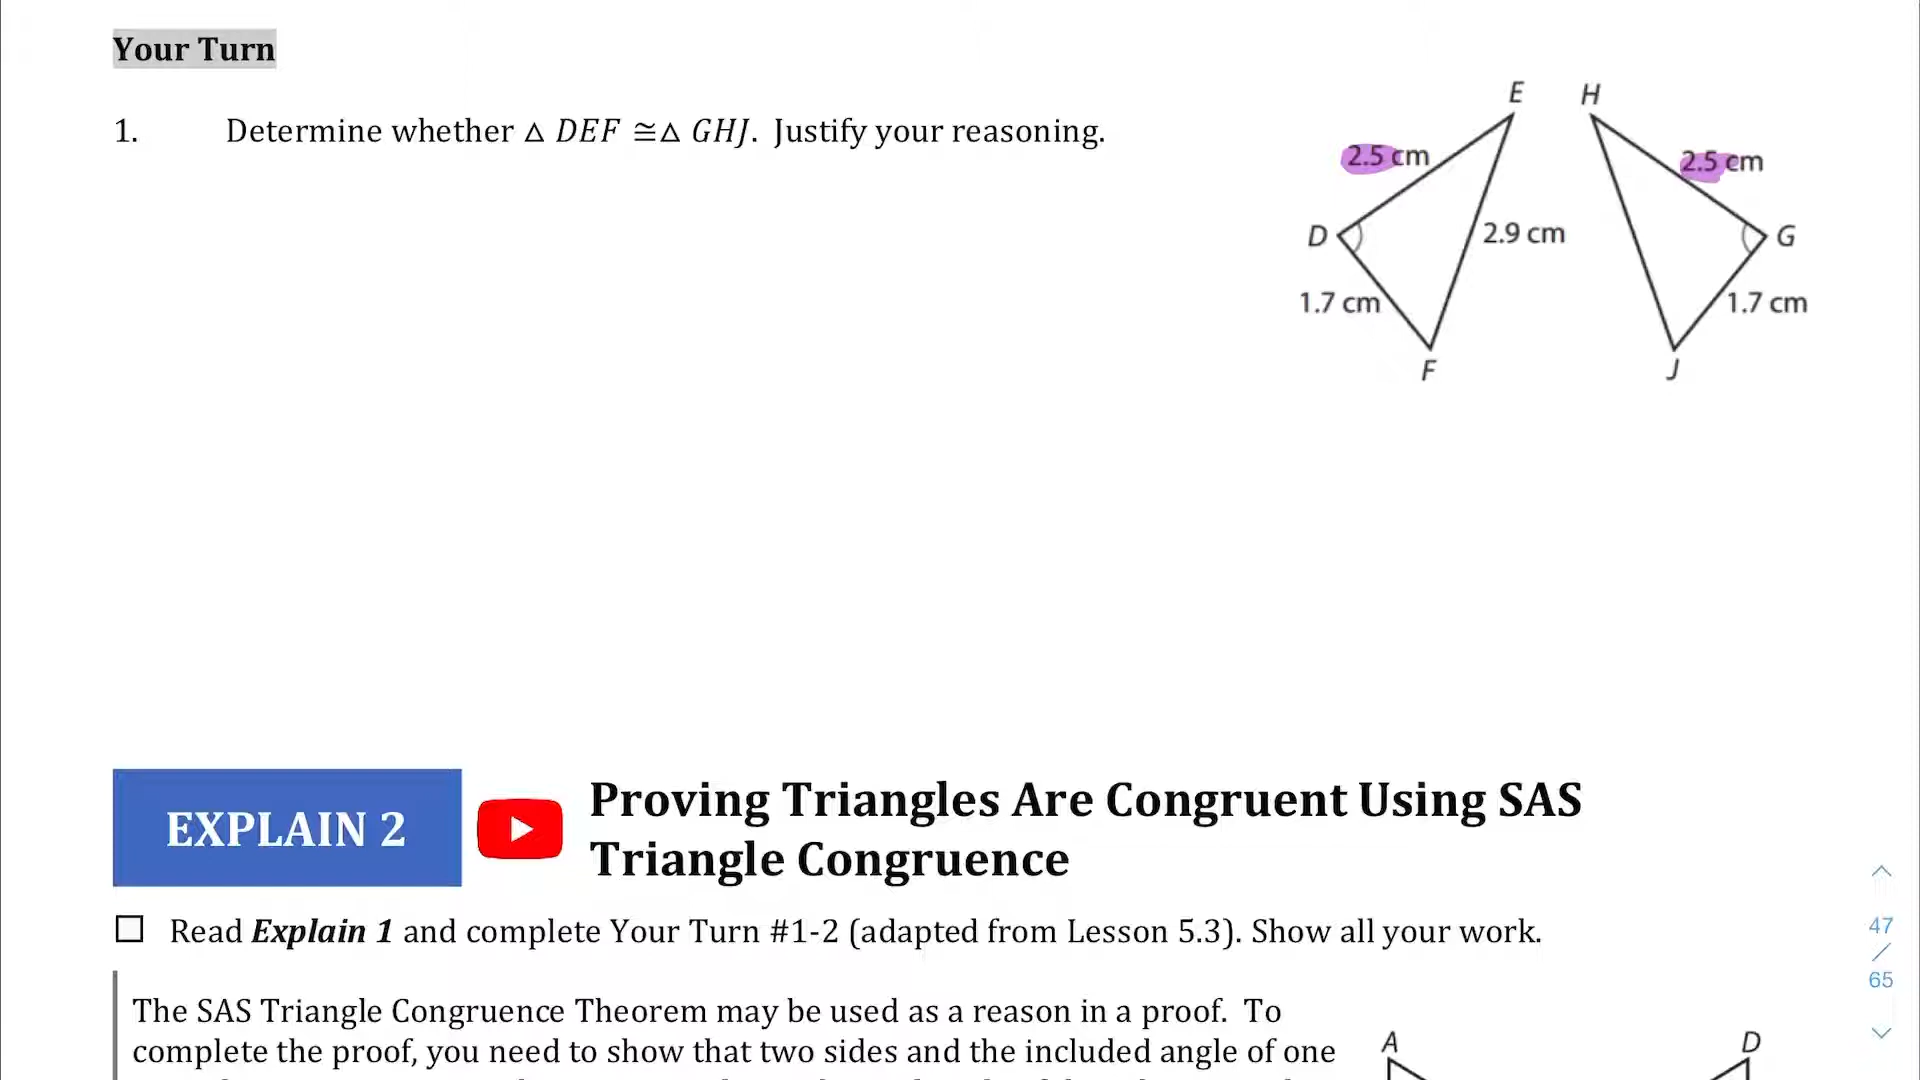 Your Turn
1. Determine whether △ DEF ≅△ GHJ. Justify your reasoning.
E H
2.5 cm 2.5 cm
D 2.9 cm G
1.7 cm 1.7 cm
F J
EXPLAIN 2
Proving Triangles Are Congruent Using SAS
Triangle Congruence
Read Explain 1 and complete Your Turn #1-2 (adapted from Lesson 5.3). Show all your work.
47
/
65
The SAS Triangle Congruence Theorem may be used as a reason in a proof. To
complete the proof, you need to show that two sides and the included angle of one
A D